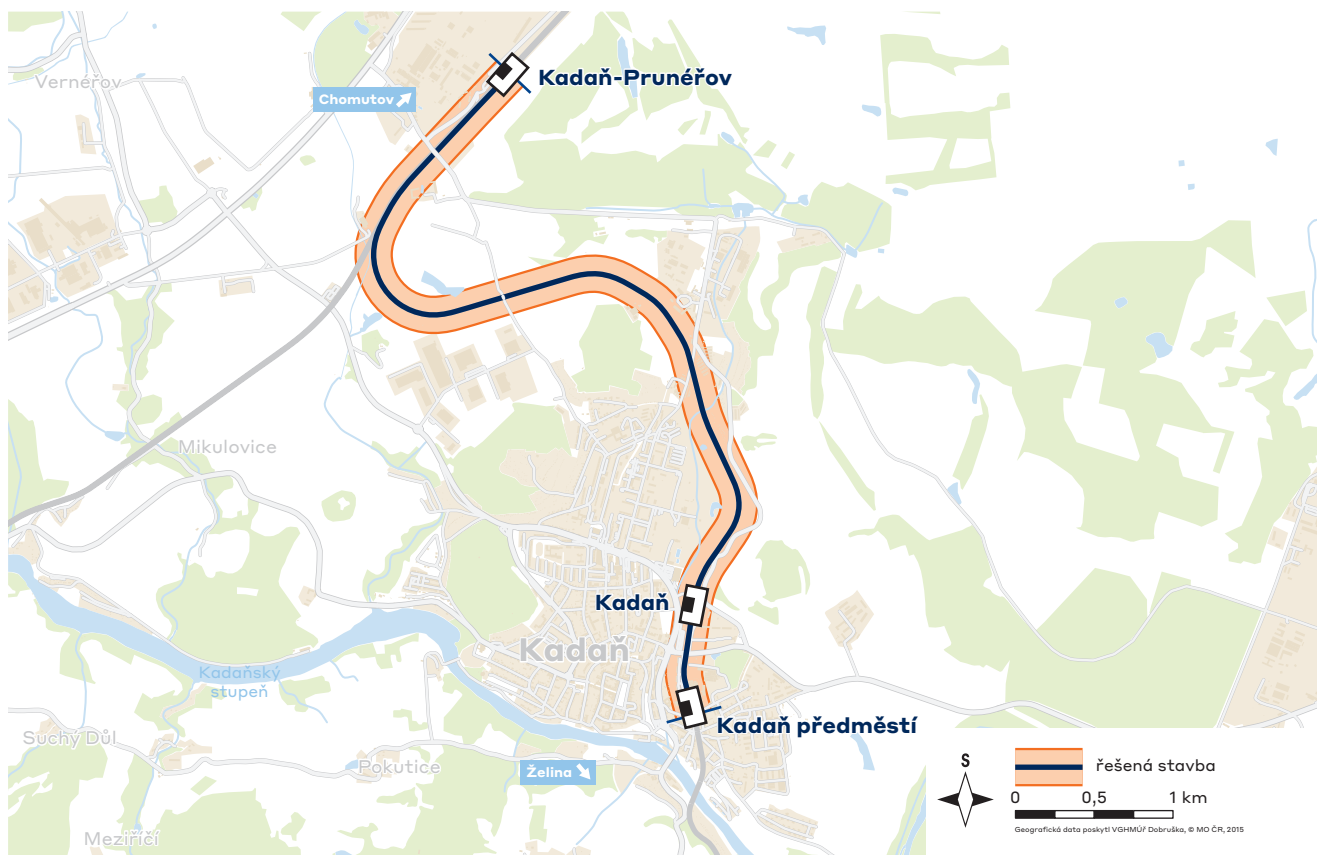 Kadaň-Prunéřov
Vernéřov
Chomutov
Mikulovice
Kadaň
Kadaň
Kadaňský
stupeň
Kadaň předměstí
Suchý Důl
Pokutice
Želina
Meziříčí
S
řešená stavba
0 0,5 1 km
Geografická data poskytl VGHMÚř Dobruška, © MO ČR, 2015